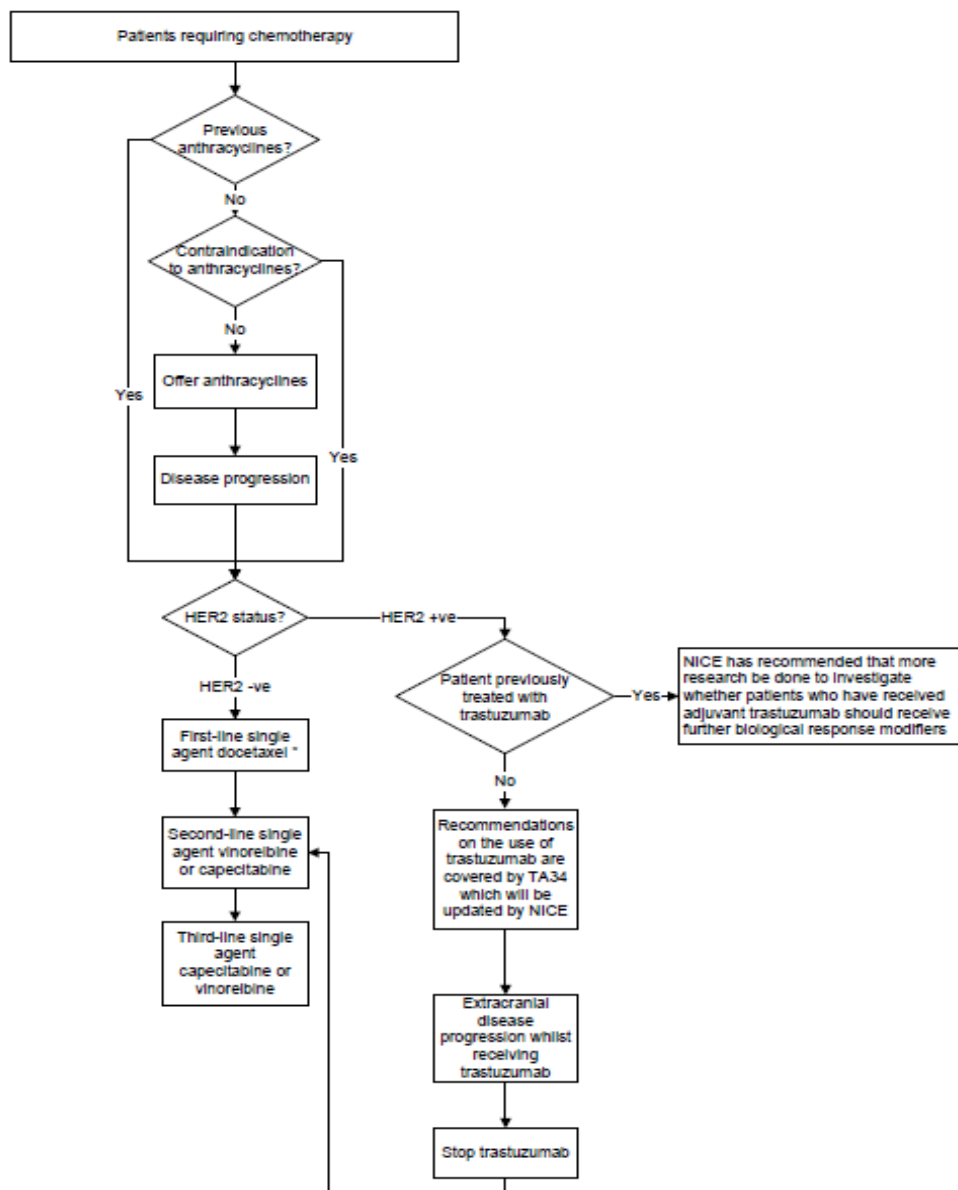 Patients requiring chemotherapy
Previous
anthracyclines?
No
Contraindication
to anthracyclines?
No
Offer anthracyclines
Yes
Yes
Disease progression
HER2 status?
HER2 +ve
HER2 -ve
Patient previously
treated with
trastuzumab
Yes
NICE has recommended that more
research be done to investigate
whether patients who have received
adjuvant trastuzumab should receive
further biological response modifiers
First-line single
agent docetaxel *
No
Second-line single
agent vinorelbine
or capecitabine
Recommendations
on the use of
trastuzumab are
covered by TA34
which will be
updated by NICE
Third-line single
agent
capecitabine or
vinorelbine
Extracranial
disease
progression whilst
receiving
trastuzumab
Stop trastuzumab